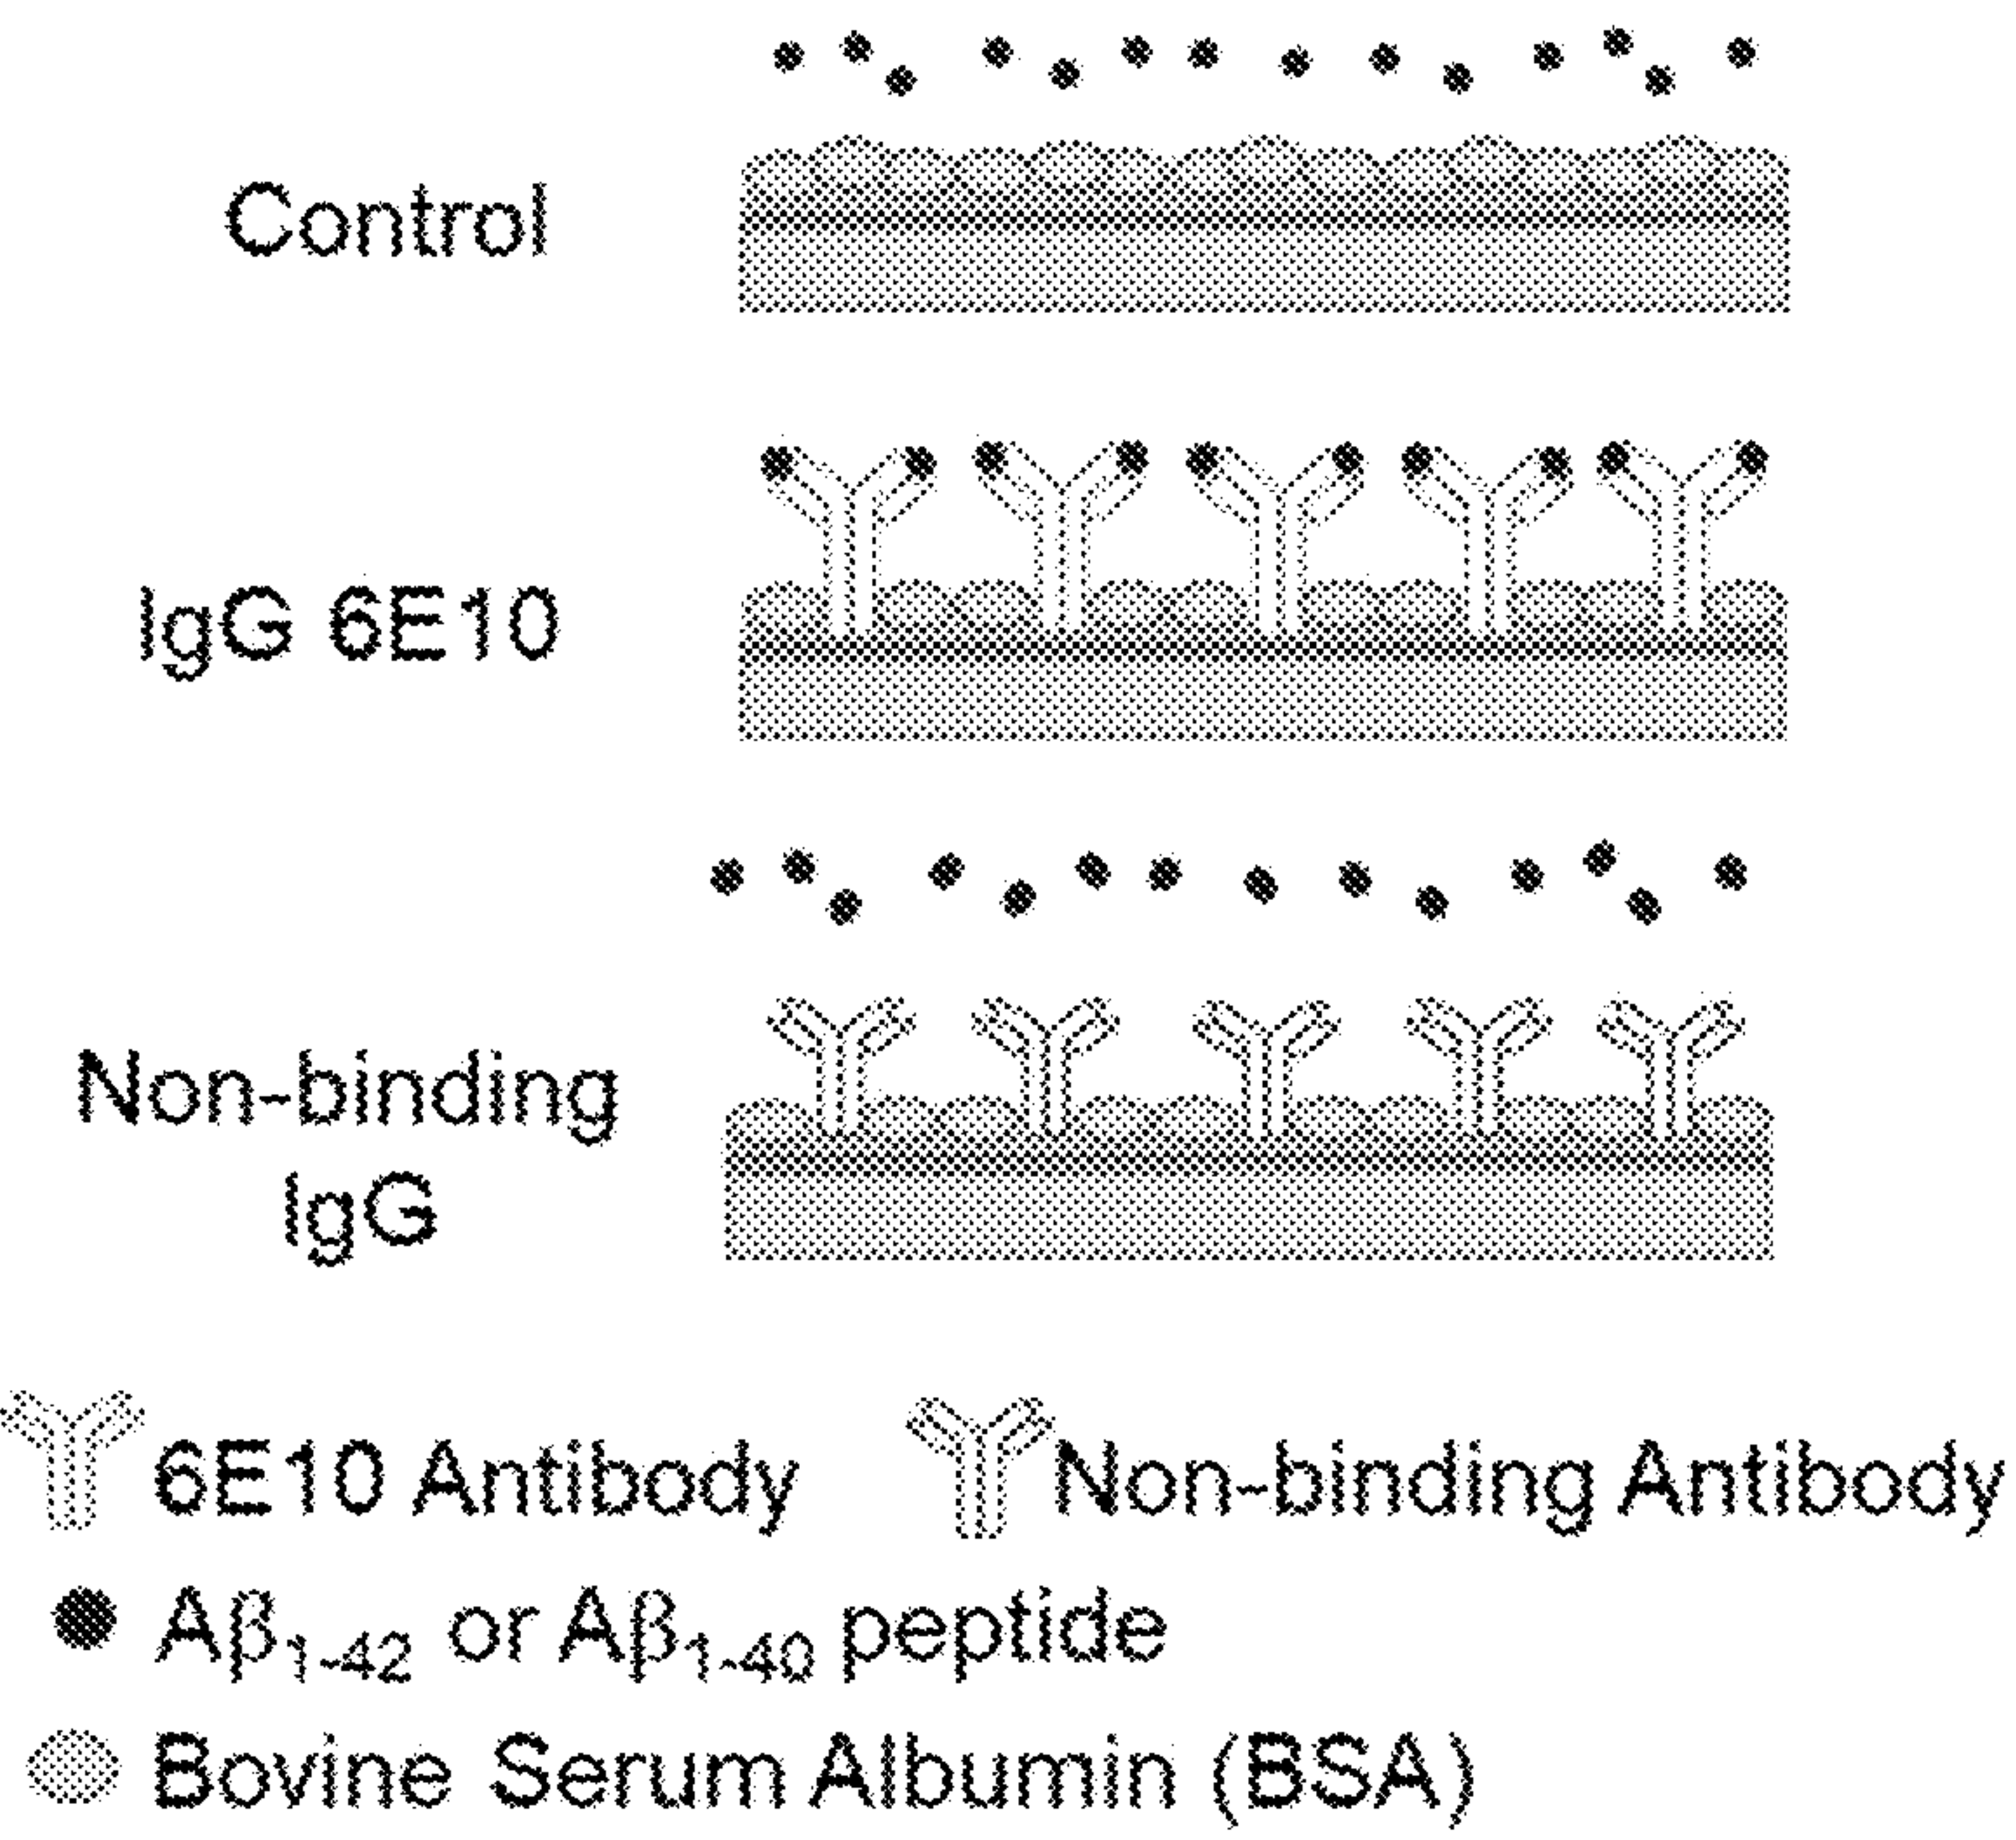 Control
IgG 6E10
Non-binding
IgG
6E10 Antibody Non-binding Antibody
Aβ1-42 or Aβ1-40 peptide
Bovine Serum Albumin (BSA)